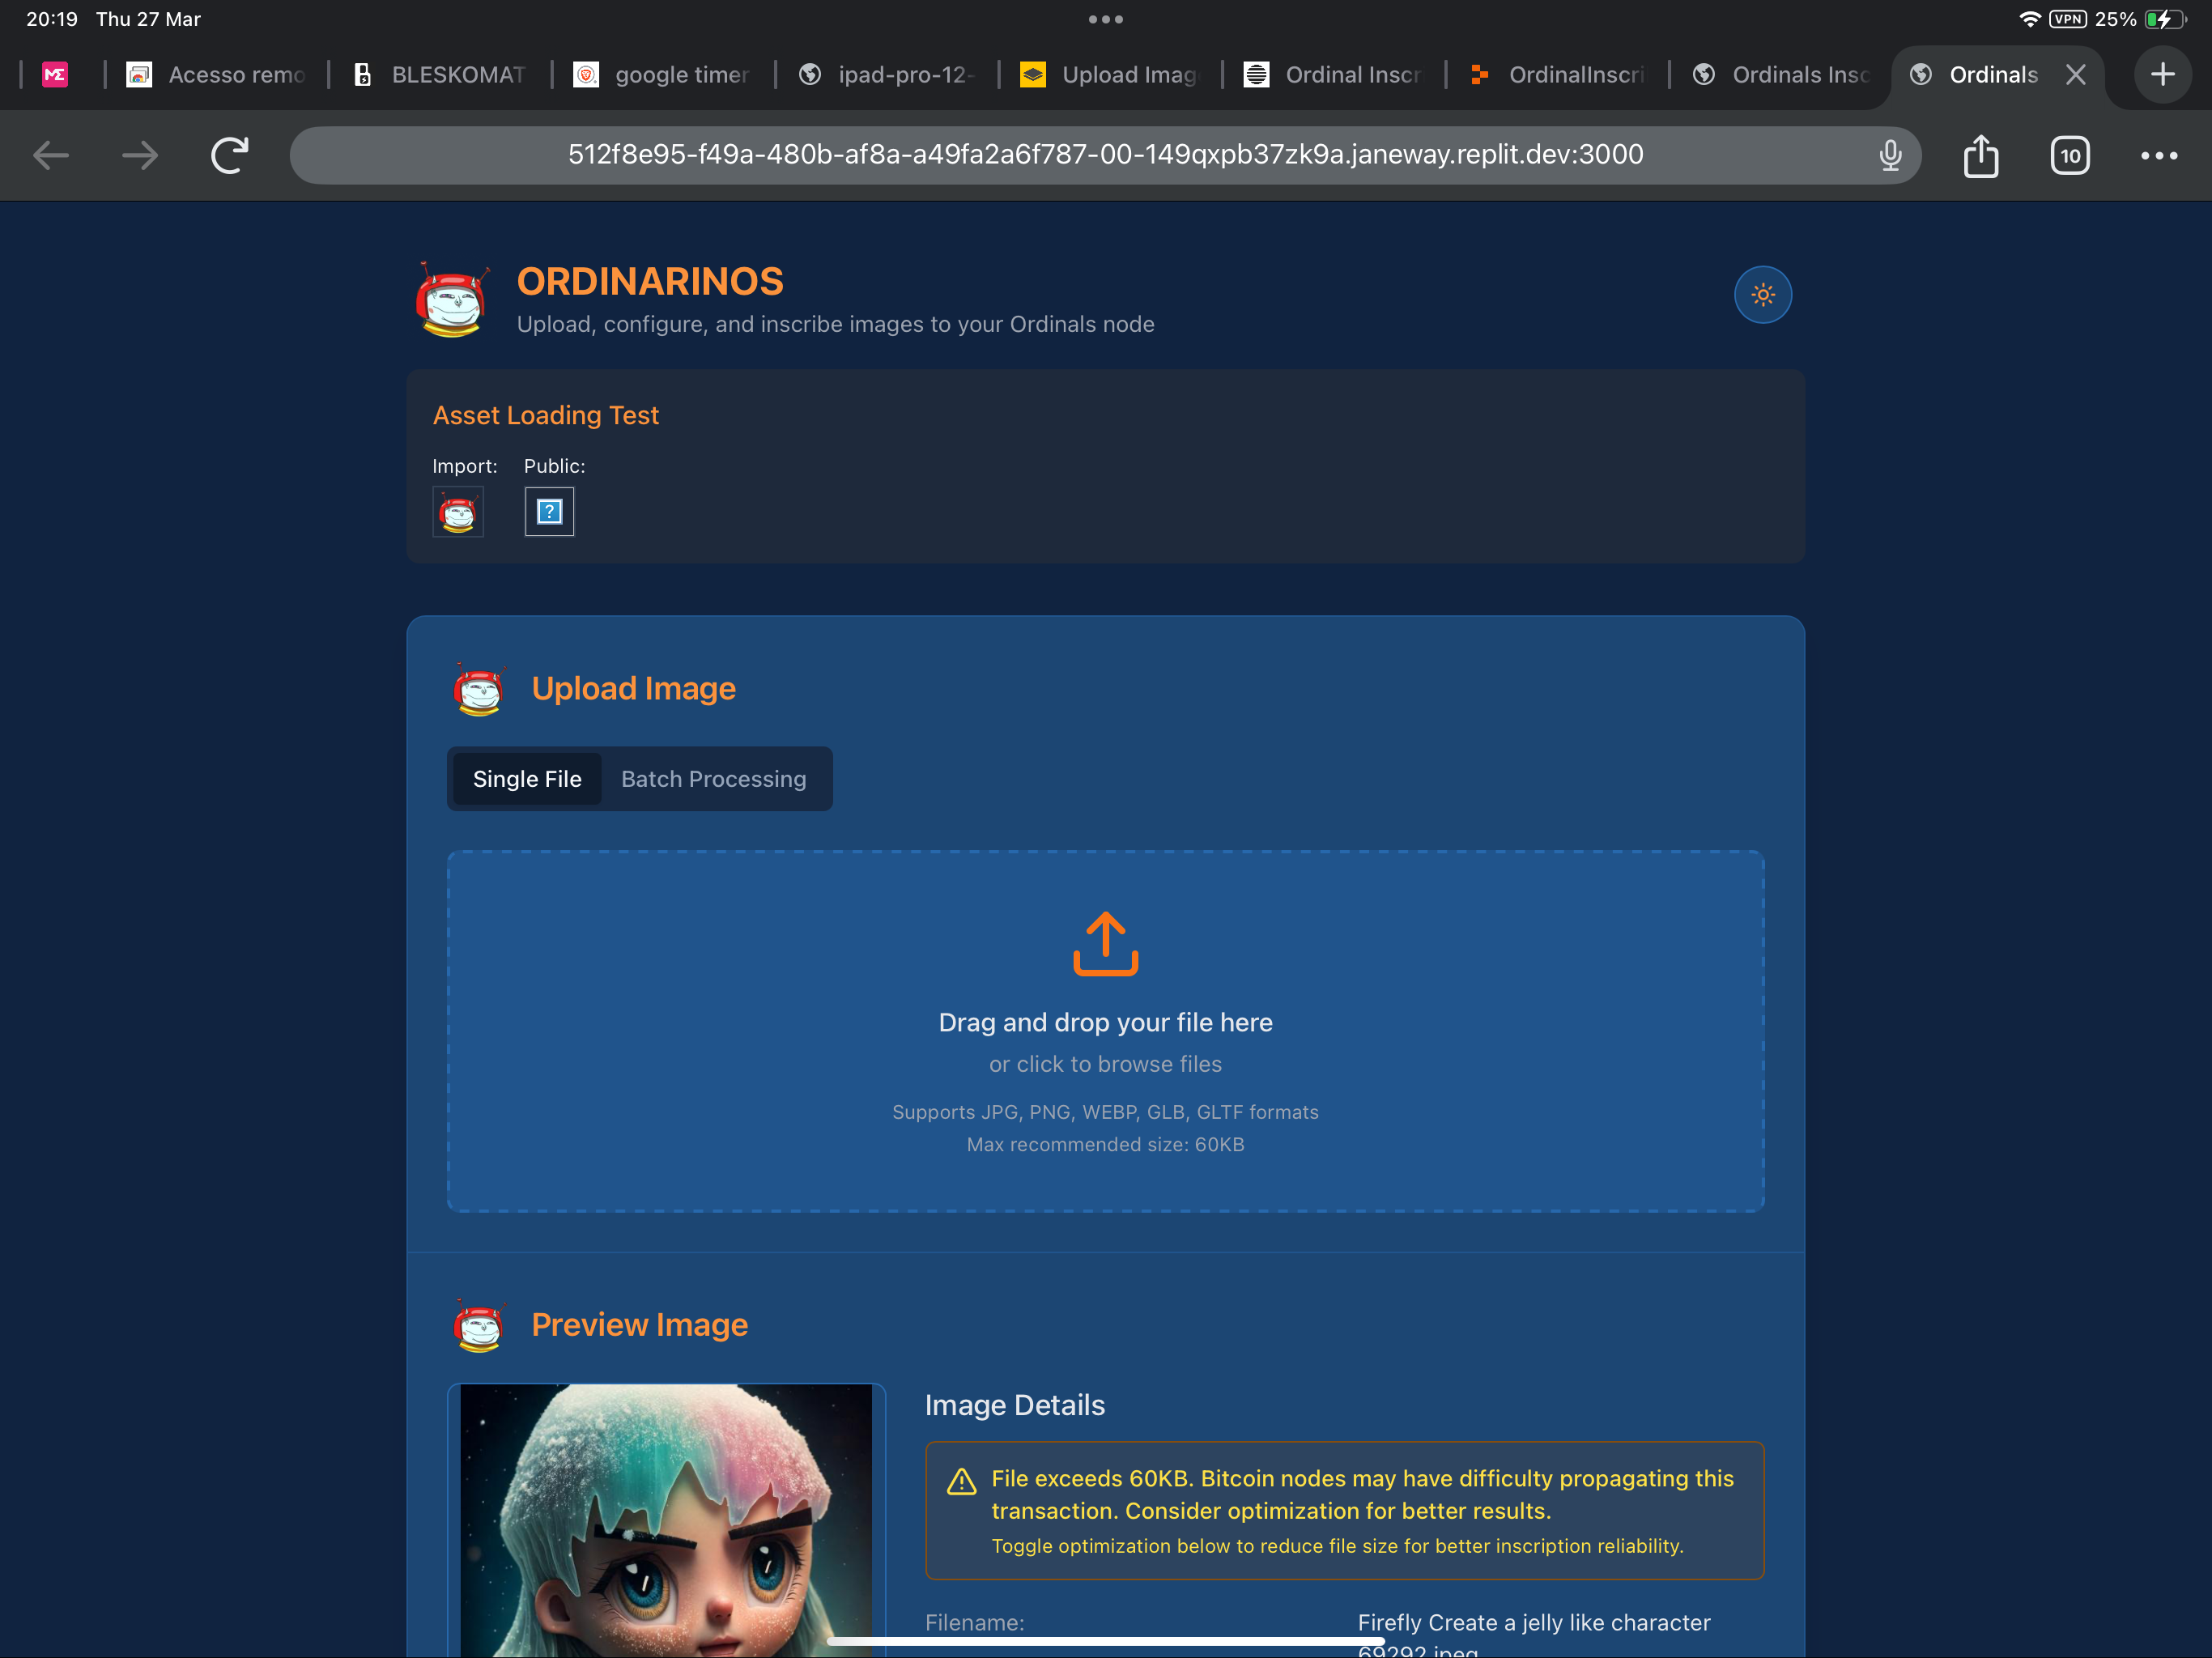 20:19 Thu 27 Mar
VPN 25%
Acesso remo
BLESKOMAT
google timer
ipad-pro-12-
Upload Imag
Ordinal Inscr
OrdinalInscri
Ordinals Insc
Ordinals
512f8e95-f49a-480b-af8a-a49fa2a6f787-00-149qxpb37zk9a.janeway.replit.dev:3000
10
ORDINARINOS
Upload, configure, and inscribe images to your Ordinals node
Asset Loading Test
Import: Public:
Upload Image
Single File Batch Processing
Drag and drop your file here
or click to browse files
Supports JPG, PNG, WEBP, GLB, GLTF formats
Max recommended size: 60KB
Preview Image
Image Details
File exceeds 60KB. Bitcoin nodes may have difficulty propagating this
transaction. Consider optimization for better results.
Toggle optimization below to reduce file size for better inscription reliability.
Filename: Firefly Create a jelly like character
69292.jpeg